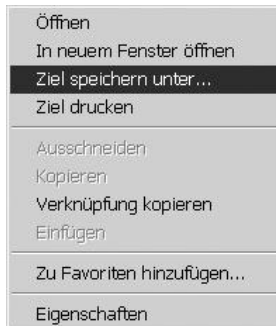 Öffnen
In neuem Fenster öffnen
Ziel speichern unter...
Ziel drucken
Ausschneiden
Kopieren
Verknüpfung kopieren
Einfügen
Zu Favoriten hinzufügen...
Eigenschaften